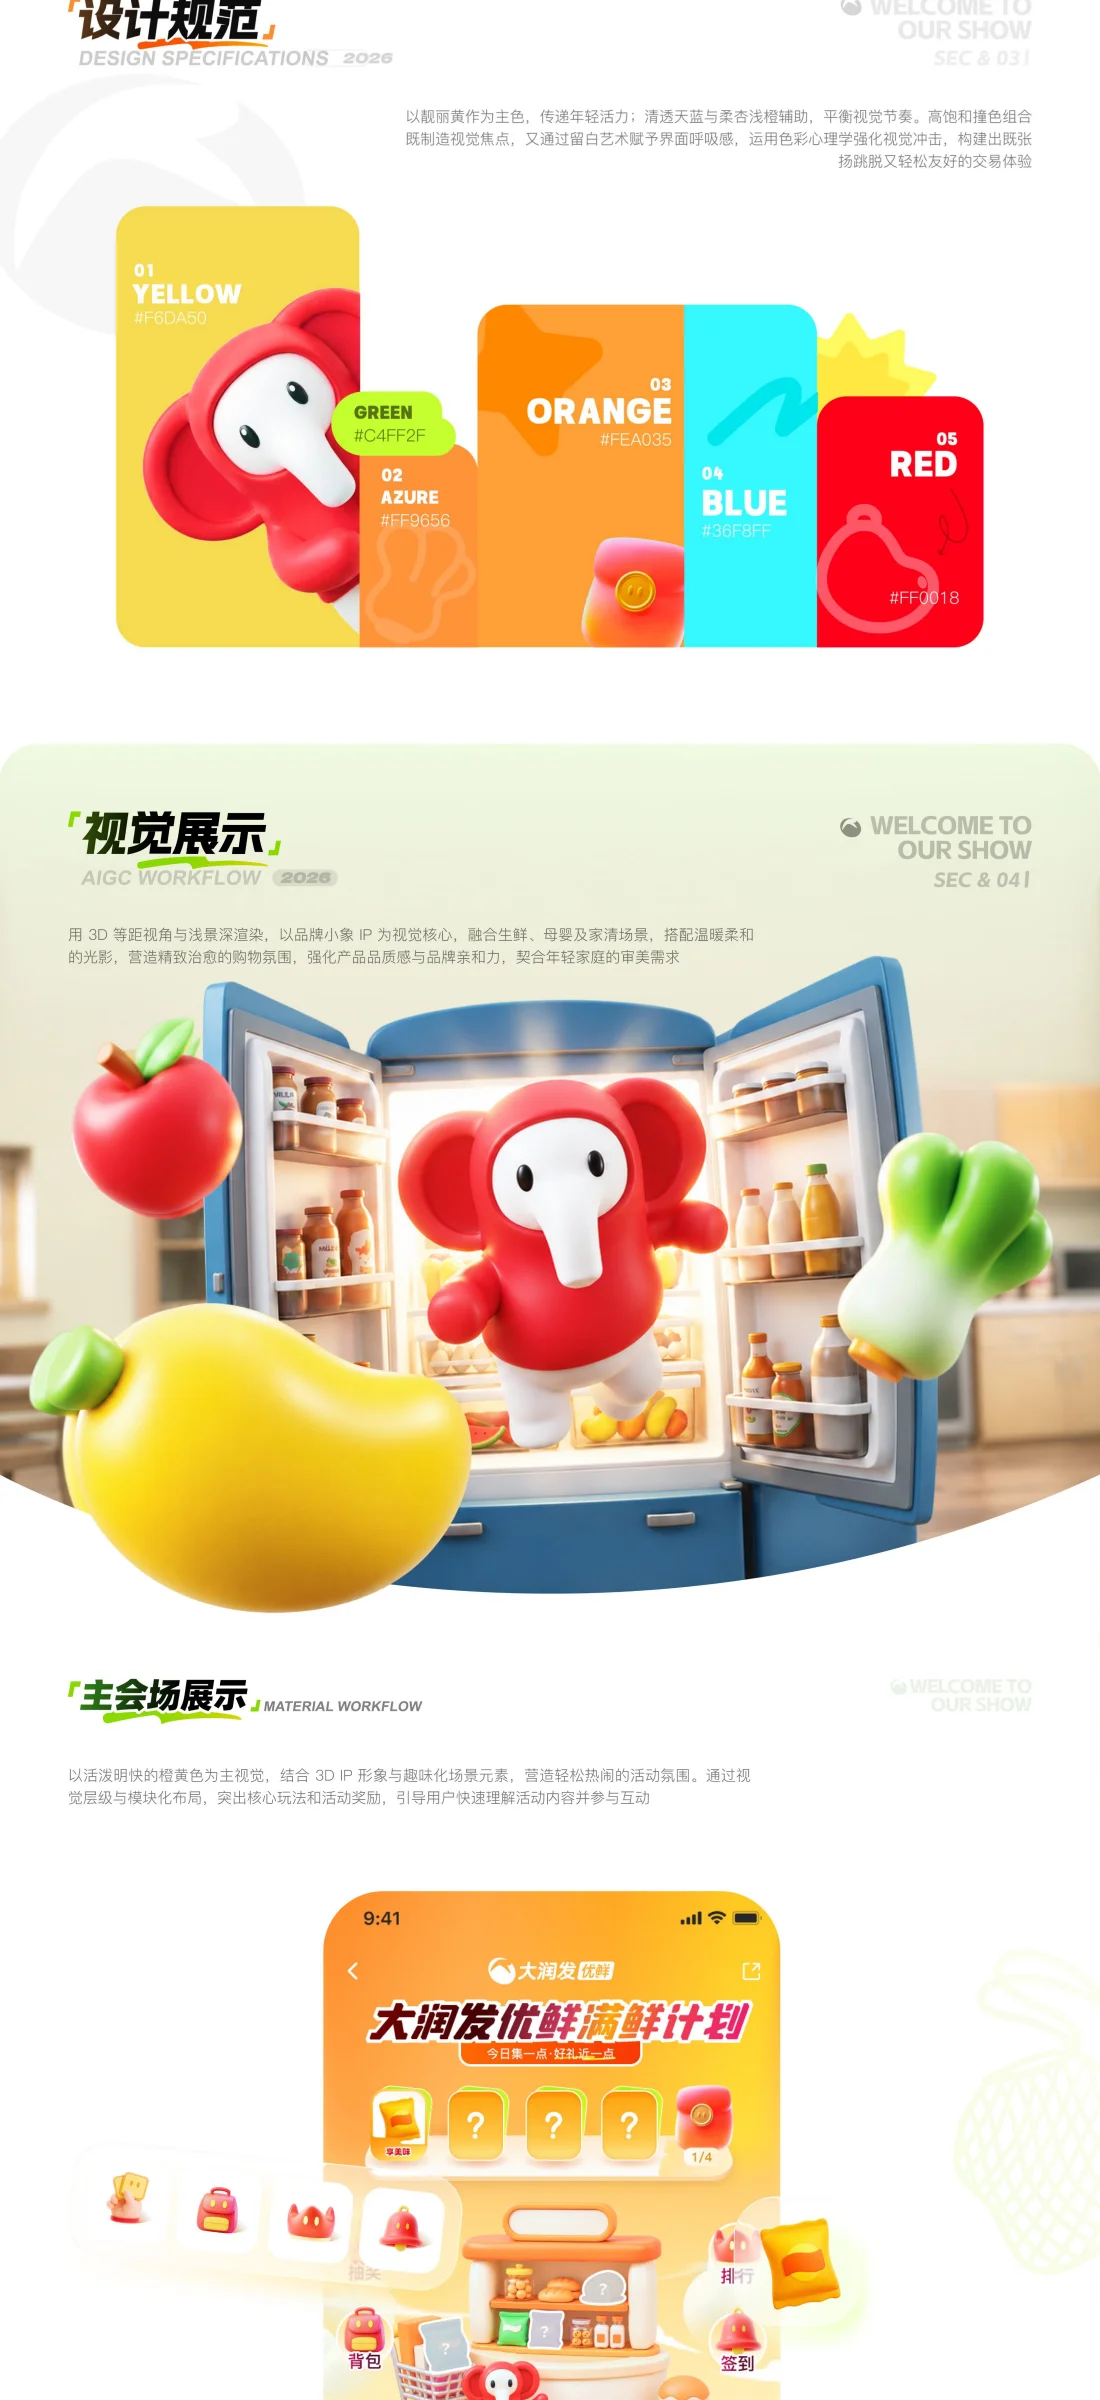 「设计规范」
DESIGN SPECIFICATIONS 2026
WELCOME TO
OUR SHOW
SEC & 03
以靓丽黄作为主色，传递年轻活力；清透天蓝与柔杏浅橙辅助，平衡视觉节奏。高饱和撞色组合
既制造视觉焦点，又通过留白艺术赋予界面呼吸感，运用色彩心理学强化视觉冲击，构建出既张
扬跳脱又轻松友好的交易体验
01
YELLOW
#F6DA50
GREEN
#C4FF2F
02
AZURE
#FF9656
03
ORANGE
#FEA035
04
BLUE
#36F8FF
05
RED
#FF0018
「视觉展示」
AIGC WORKFLOW 2026
WELCOME TO
OUR SHOW
SEC & 04
用 3D 等距视角与浅景深渲染，以品牌小象 IP 为视觉核心，融合生鲜、母婴及家清场景，搭配温暖柔和
的光影，营造精致治愈的购物氛围，强化产品品质感与品牌亲和力，契合年轻家庭的审美需求
「主会场展示」MATERIAL WORKFLOW
WELCOME TO
OUR SHOW
以活泼明快的橙黄色为主视觉，结合 3D IP 形象与趣味化场景元素，营造轻松热闹的活动氛围。通过视
觉层级与模块化布局，突出核心玩法和活动奖励，引导用户快速理解活动内容并参与互动
9:41
大润发优鲜
大润发优鲜满鲜计划
今日集一点·好礼近一点
? ? ?
享美味
1/4
抽奖
排行
?
?
?
背包
签到